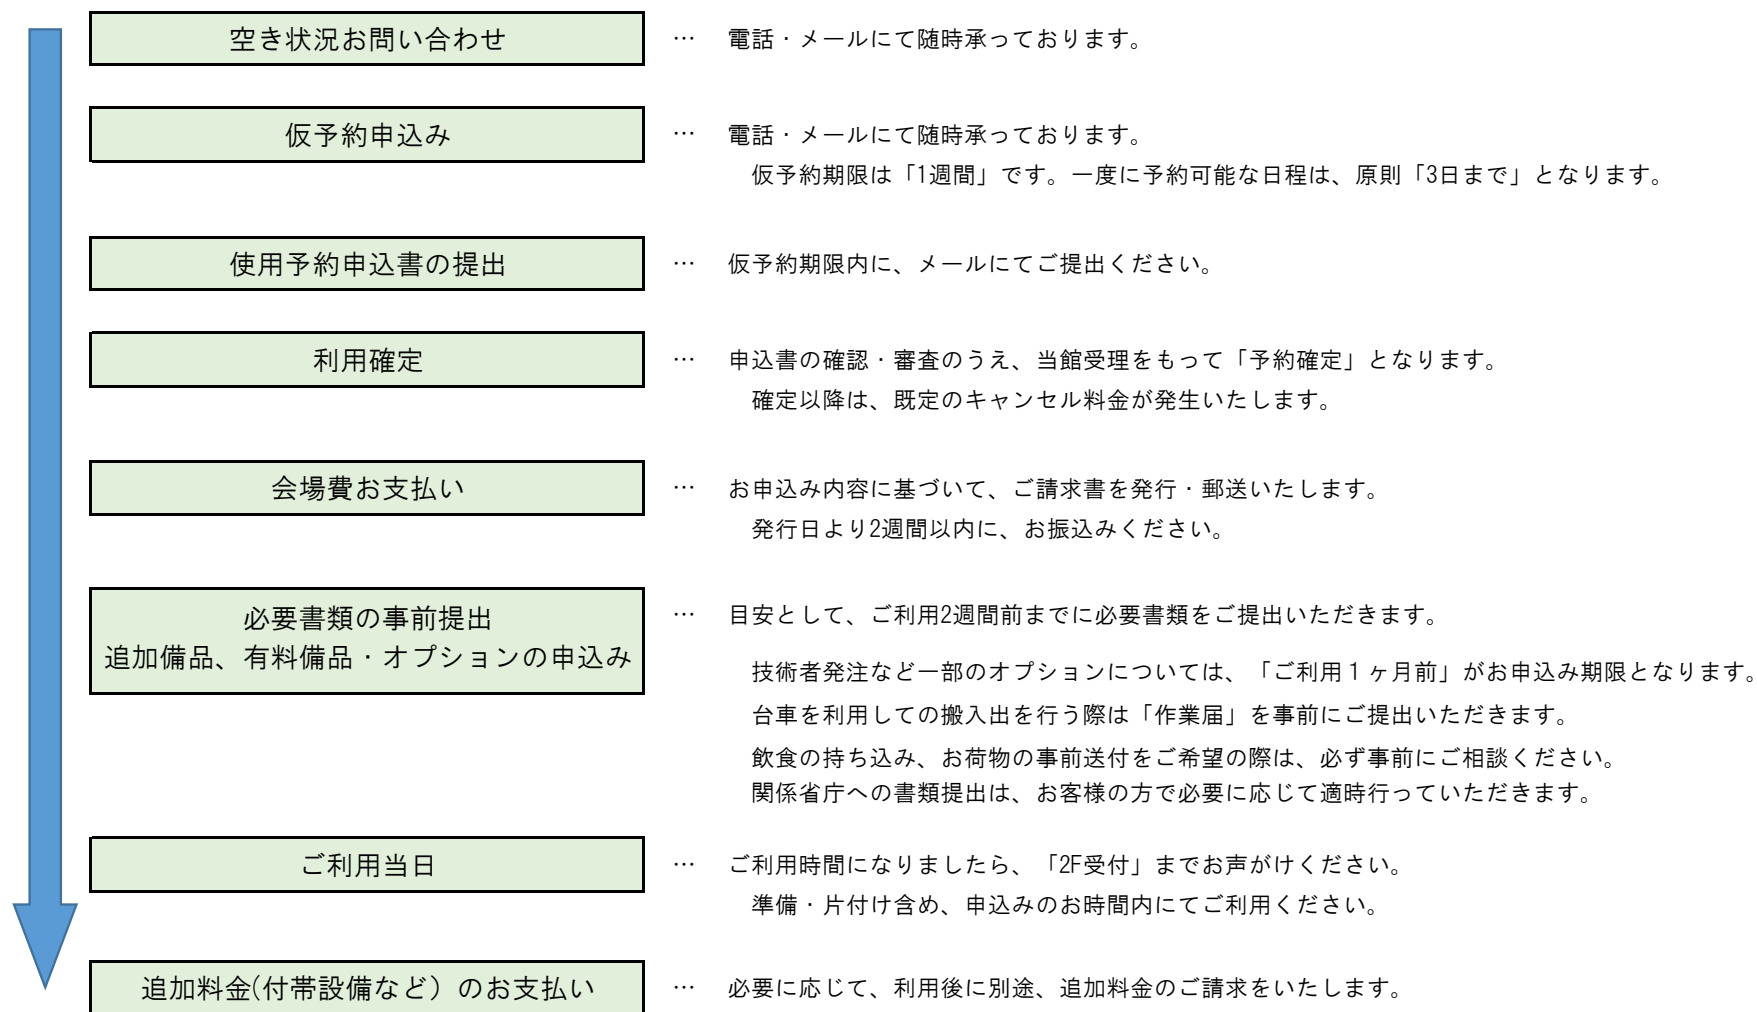 空き状況お問い合わせ … 電話・メールにて随時承っております。
仮予約申込み … 電話・メールにて随時承っております。
仮予約期限は「1週間」です。一度に予約可能な日程は、原則「3日まで」となります。
使用予約申込書の提出 … 仮予約期限内に、メールにてご提出ください。
利用確定 … 申込書の確認・審査のうえ、当館受理をもって「予約確定」となります。
確定以降は、既定のキャンセル料金が発生いたします。
会場費お支払い … お申込み内容に基づいて、ご請求書を発行・郵送いたします。
発行日より2週間以内に、お振込みください。
必要書類の事前提出 … 目安として、ご利用2週間前までに必要書類をご提出いただきます。
追加備品、有料備品・オプションの申込み
技術者発注など一部のオプションについては、「ご利用１ヶ月前」がお申込み期限となります。
台車を利用しての搬入出を行う際は「作業届」を事前にご提出いただきます。
飲食の持ち込み、お荷物の事前送付をご希望の際は、必ず事前にご相談ください。
関係省庁への書類提出は、お客様の方で必要に応じて適時行っていただきます。
ご利用当日 … ご利用時間になりましたら、「2F受付」までお声がけください。
準備・片付け含め、申込みのお時間内にてご利用ください。
追加料金(付帯設備など）のお支払い … 必要に応じて、利用後に別途、追加料金のご請求をいたします。